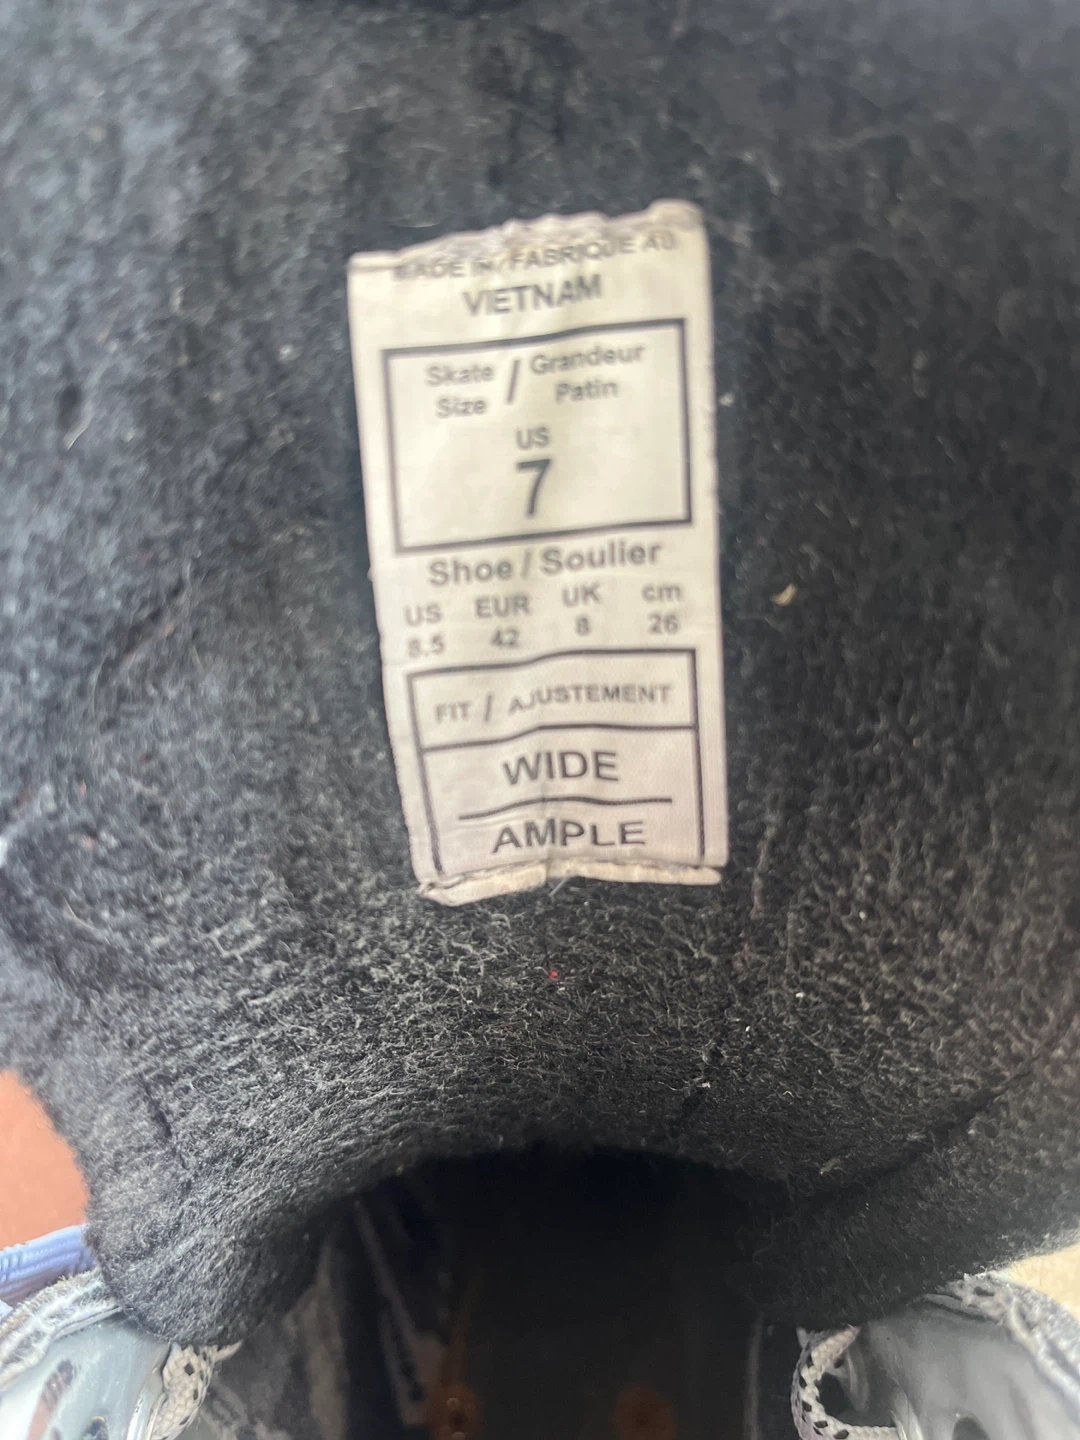 MADE IN / FABRIQUE AU
VIETNAM
Skate Size / Grandeur Patin
US
7
Shoe / Soulier
US EUR UK cm
8.5 42 8 26
FIT / AJUSTEMENT
WIDE
AMPLE